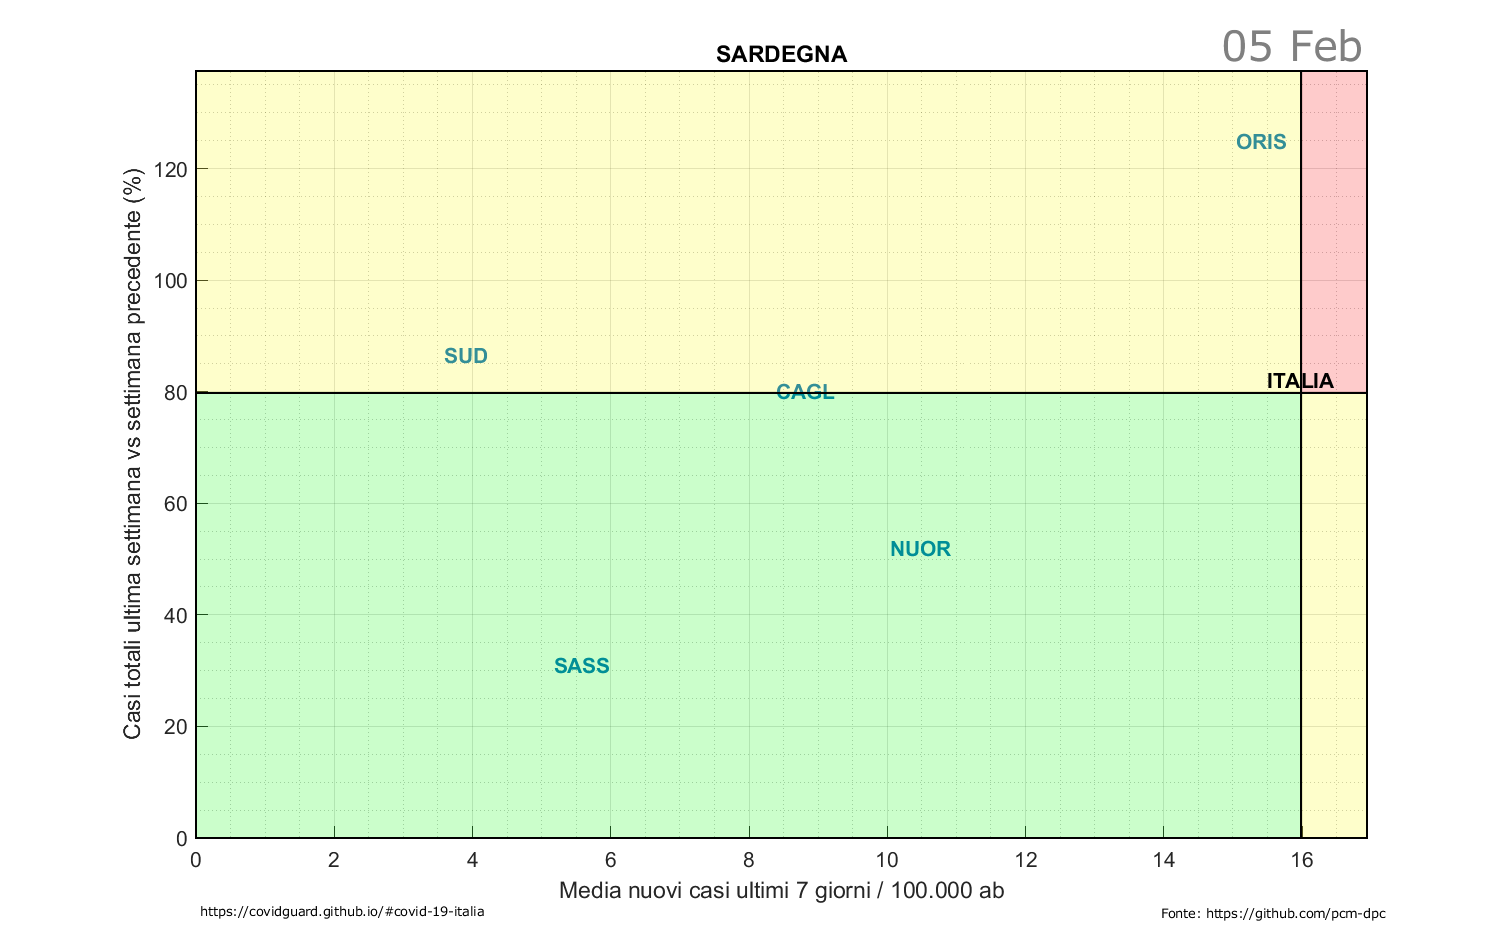 SARDEGNA
05 Feb
Casi totali ultima settimana vs settimana precedente (%)
120
100
80
60
40
20
0
ORIS
SUD
ITALIA
CAGL
NUOR
SASS
0 2 4 6 8 10 12 14 16
Media nuovi casi ultimi 7 giorni / 100.000 ab
https://covidguard.github.io/#covid-19-italia
Fonte: https://github.com/pcm-dpc